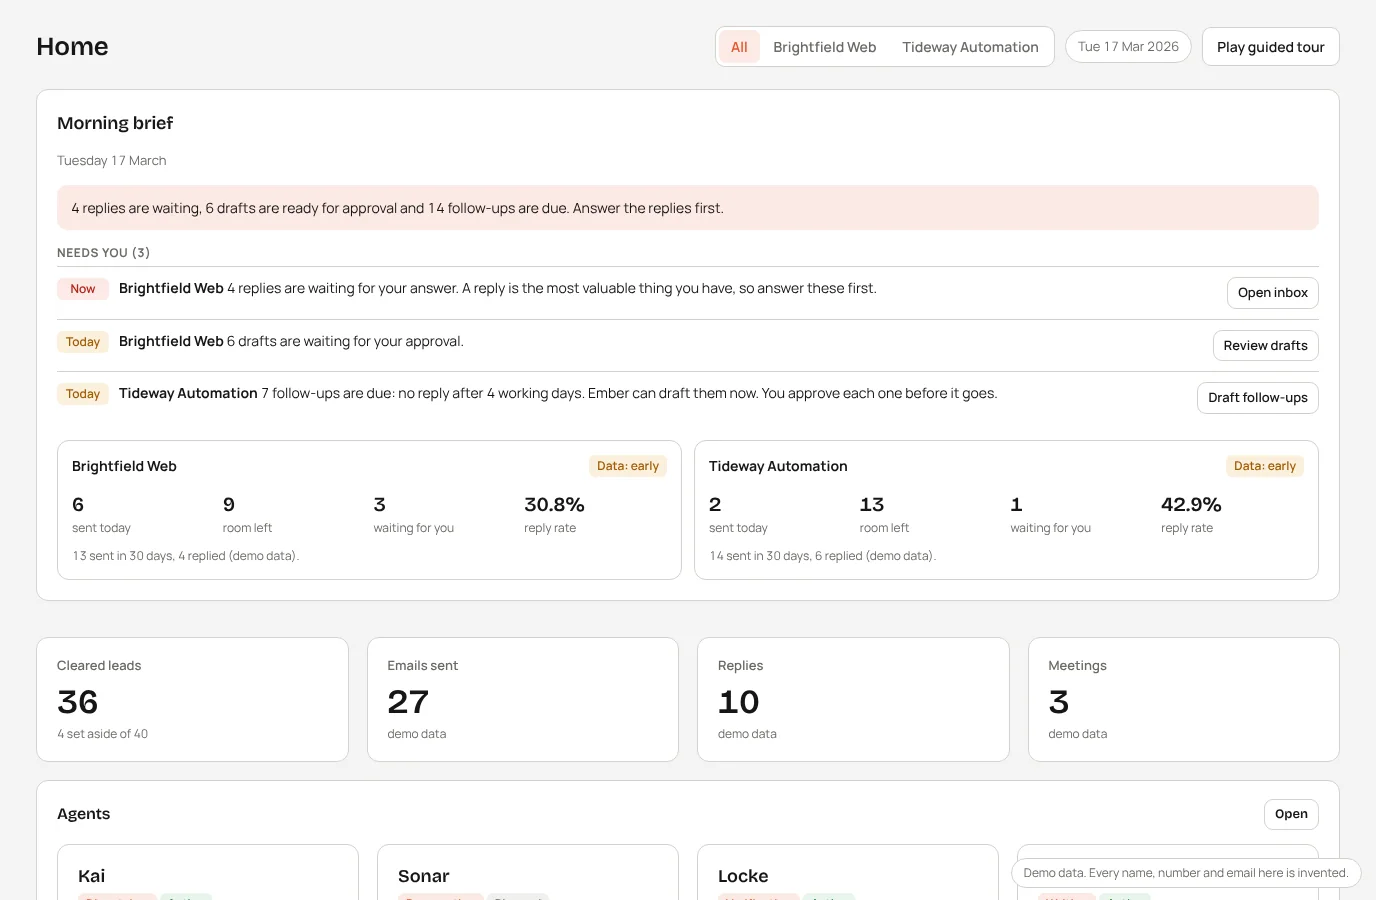 Home
All
Brightfield Web
Tideway Automation
Tue 17 Mar 2026
Play guided tour
Morning brief
Tuesday 17 March
4 replies are waiting, 6 drafts are ready for approval and 14 follow-ups are due. Answer the replies first.
NEEDS YOU (3)
Now
Brightfield Web 4 replies are waiting for your answer. A reply is the most valuable thing you have, so answer these first.
Open inbox
Today
Brightfield Web 6 drafts are waiting for your approval.
Review drafts
Today
Tideway Automation 7 follow-ups are due: no reply after 4 working days. Ember can draft them now. You approve each one before it goes.
Draft follow-ups
Brightfield Web
Data: early
6
sent today
9
room left
3
waiting for you
30.8%
reply rate
13 sent in 30 days, 4 replied (demo data).
Tideway Automation
Data: early
2
sent today
13
room left
1
waiting for you
42.9%
reply rate
14 sent in 30 days, 6 replied (demo data).
Cleared leads
36
4 set aside of 40
Emails sent
27
demo data
Replies
10
demo data
Meetings
3
demo data
Agents
Open
Kai
Sonar
Locke
Demo data. Every name, number and email here is invented.